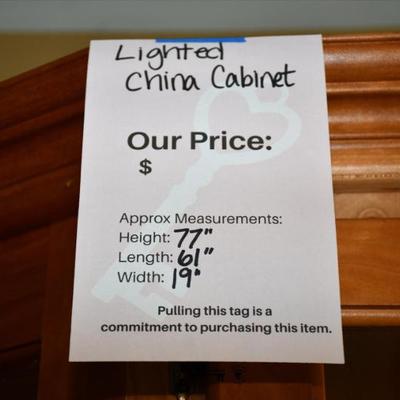 Lighted
China Cabinet
Our Price:
$
Approx Measurements:
Height: 77"
Length: 61"
Width: 19"
Pulling this tag is a
commitment to purchasing this item.